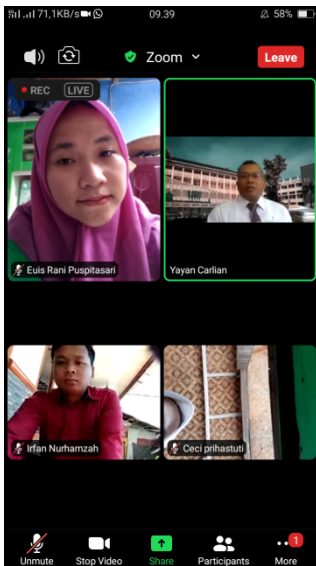 71,1KB/s 09.39 58%
Zoom Leave
REC LIVE
Euis Rani Puspitasari
Yayan Carlian
Irfan Nurhamzah
Ceci prihastuti
1
Unmute Stop Video Share Participants More